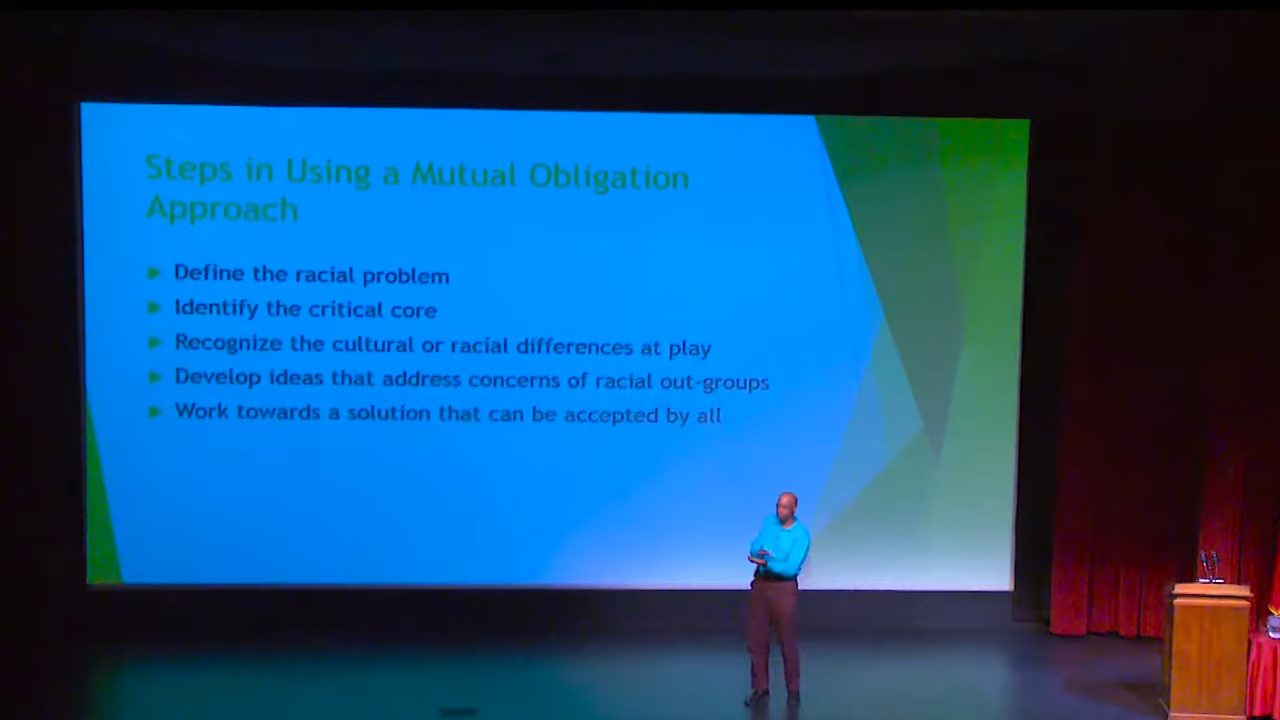 Steps in Using a Mutual Obligation
Approach
Define the racial problem
Identify the critical core
Recognize the cultural or racial differences at play
Develop ideas that address concerns of racial out-groups
Work towards a solution that can be accepted by all